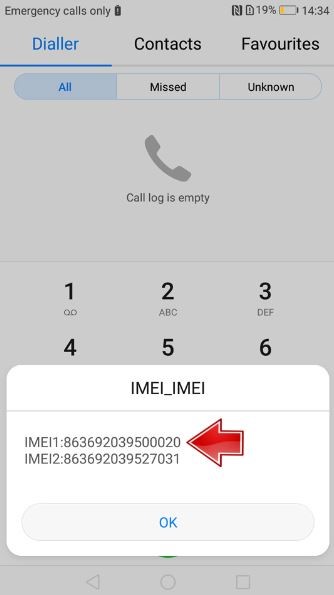 Emergency calls only 19% 14:34
Dialler Contacts Favourites
All Missed Unknown
Call log is empty
1 2 3
ABC DEF
4 5 6
IMEI_IMEI
IMEI1:863692039500020
IMEI2:863692039527031
OK